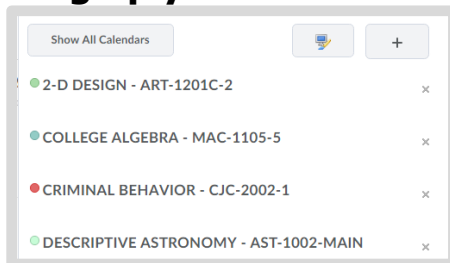 Show All Calendars
+
2-D DESIGN - ART-1201C-2
×
COLLEGE ALGEBRA - MAC-1105-5
×
CRIMINAL BEHAVIOR - CJC-2002-1
×
DESCRIPTIVE ASTRONOMY - AST-1002-MAIN
×